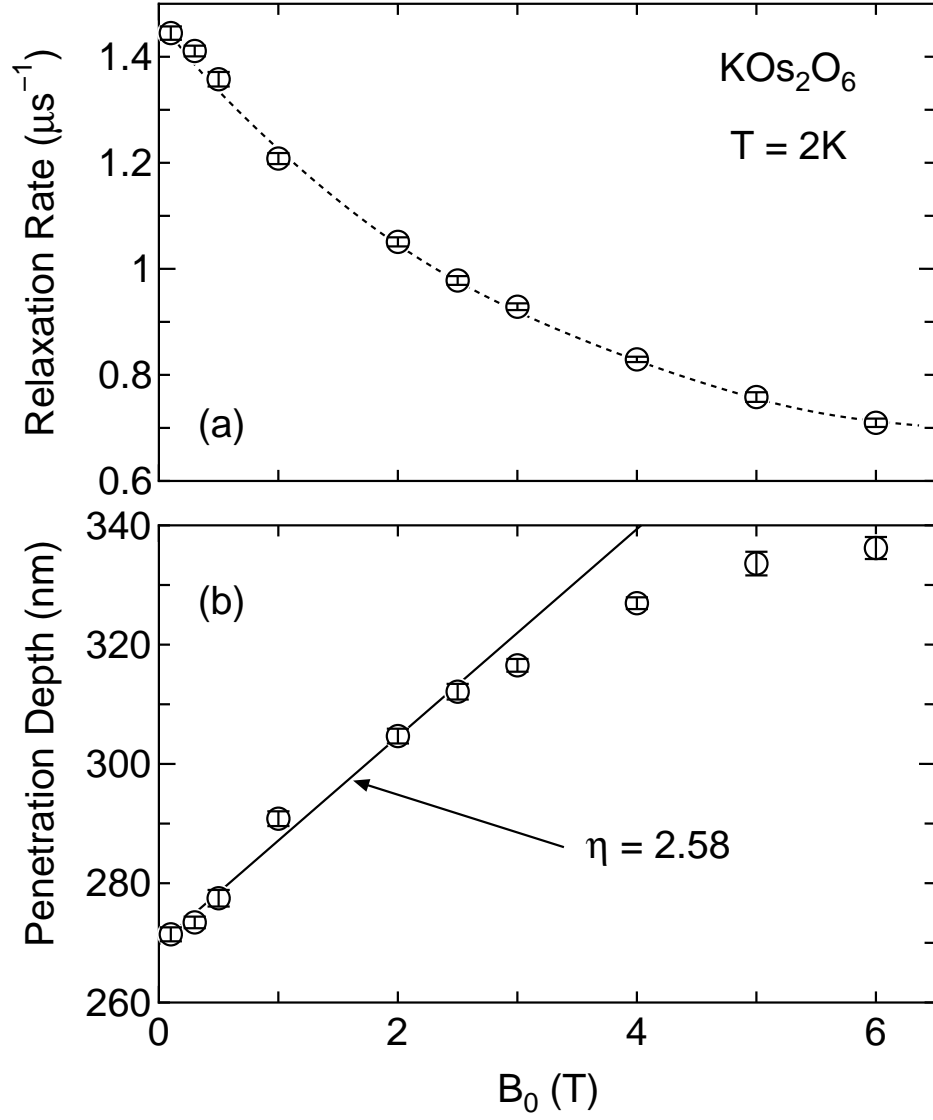 Relaxation Rate (μs⁻¹)
1.4
1.2
1
0.8
0.6
KOs₂O₆
T = 2K
(a)
Penetration Depth (nm)
340
320
300
280
260
(b)
η = 2.58
0
2
4
6
B₀ (T)